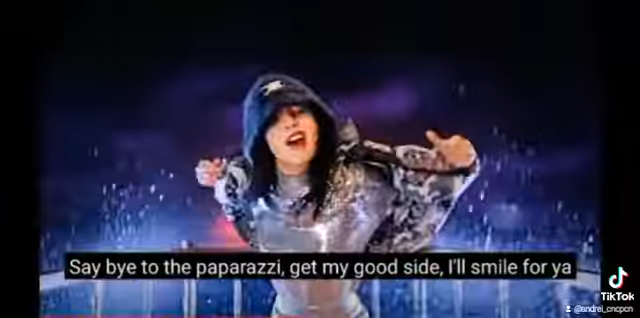 Say bye to the paparazzi, get my good side, I'll smile for ya
TikTok
@andrei_cncpcn